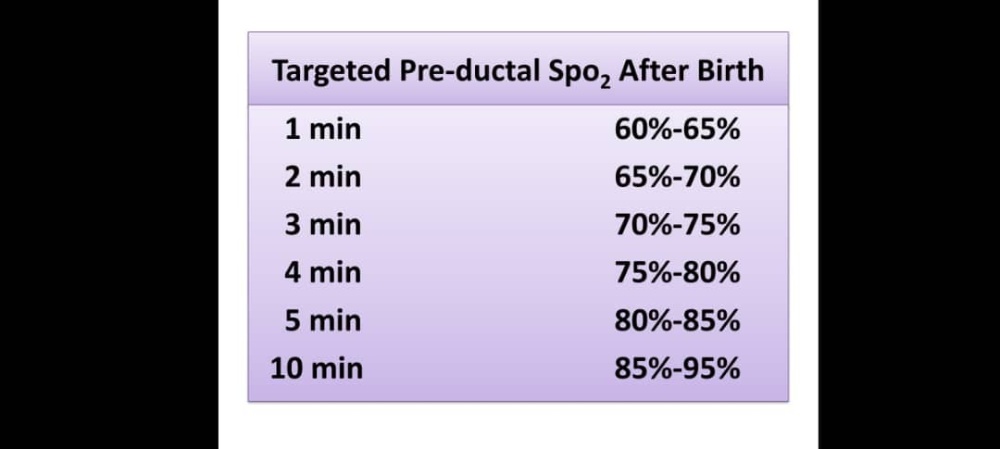 Targeted Pre-ductal Spo₂ After Birth
1 min 60%-65%
2 min 65%-70%
3 min 70%-75%
4 min 75%-80%
5 min 80%-85%
10 min 85%-95%